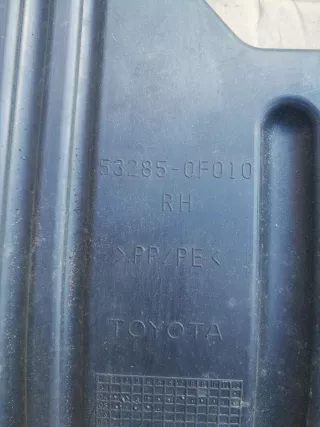 53285-0F010
RH
>PP/PE<
TOYOTA